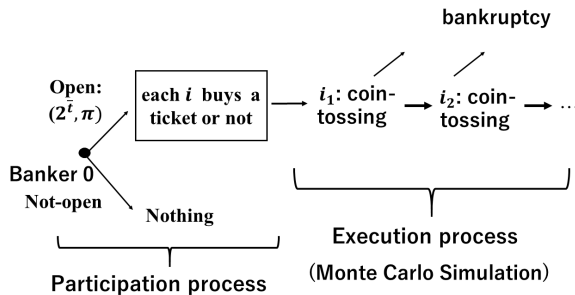 bankruptcy
Open:
(2^t̄, π)
each i buys a
ticket or not
i₁: coin-
tossing
i₂: coin-
tossing
...
Banker 0
Not-open
Nothing
Execution process
(Monte Carlo Simulation)
Participation process